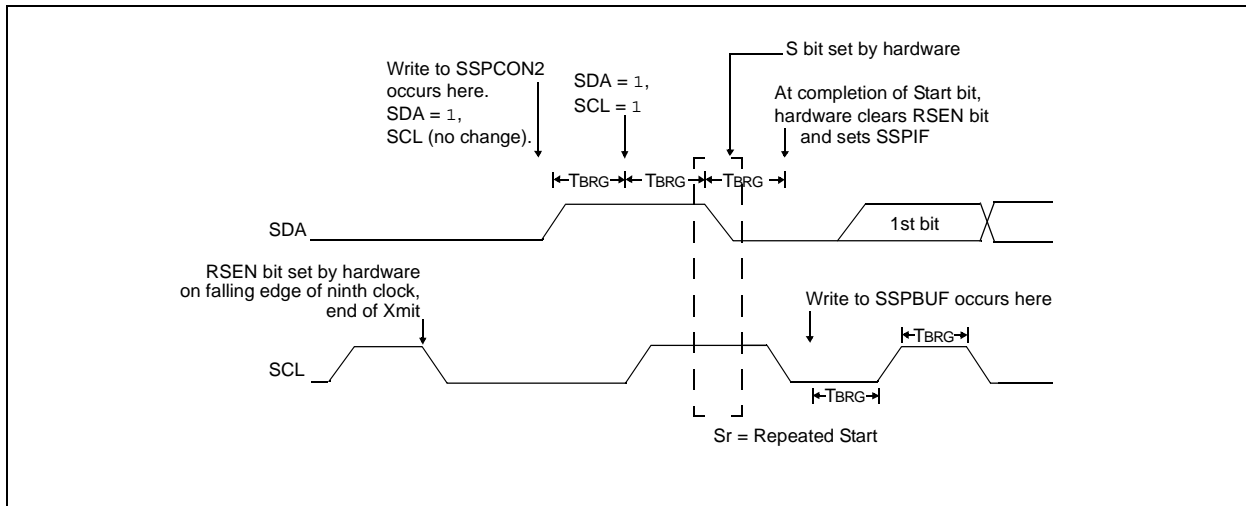 S bit set by hardware
Write to SSPCON2
occurs here.
SDA = 1,
SCL (no change).
SDA = 1,
SCL = 1
At completion of Start bit,
hardware clears RSEN bit
and sets SSPIF
TBRG
TBRG
TBRG
SDA
1st bit
RSEN bit set by hardware
on falling edge of ninth clock,
end of Xmit
Write to SSPBUF occurs here
TBRG
SCL
TBRG
Sr = Repeated Start